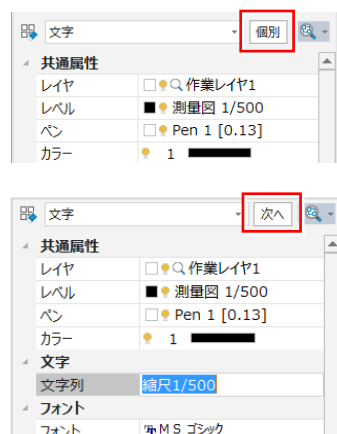 文字 個別
共通属性
レイヤ 作業レイヤ1
レベル 測量図 1/500
ペン Pen 1 [0.13]
カラー 1
文字 次へ
共通属性
レイヤ 作業レイヤ1
レベル 測量図 1/500
ペン Pen 1 [0.13]
カラー 1
文字
文字列 縮尺1/500
フォント
フォント ＭＳ ゴシック